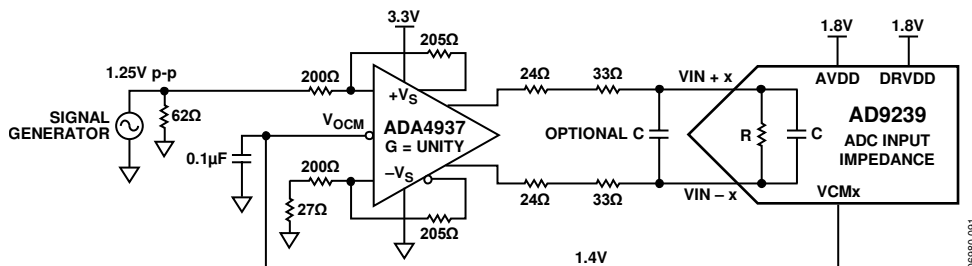 3.3V
205Ω
1.8V
1.8V
1.25V p-p
200Ω
+VS
24Ω
33Ω
VIN + x
AVDD
DRVDD
SIGNAL
GENERATOR
62Ω
VOCM
ADA4937
G = UNITY
OPTIONAL C
R
C
AD9239
ADC INPUT
IMPEDANCE
0.1µF
200Ω
–VS
27Ω
205Ω
24Ω
33Ω
VIN – x
VCMx
1.4V